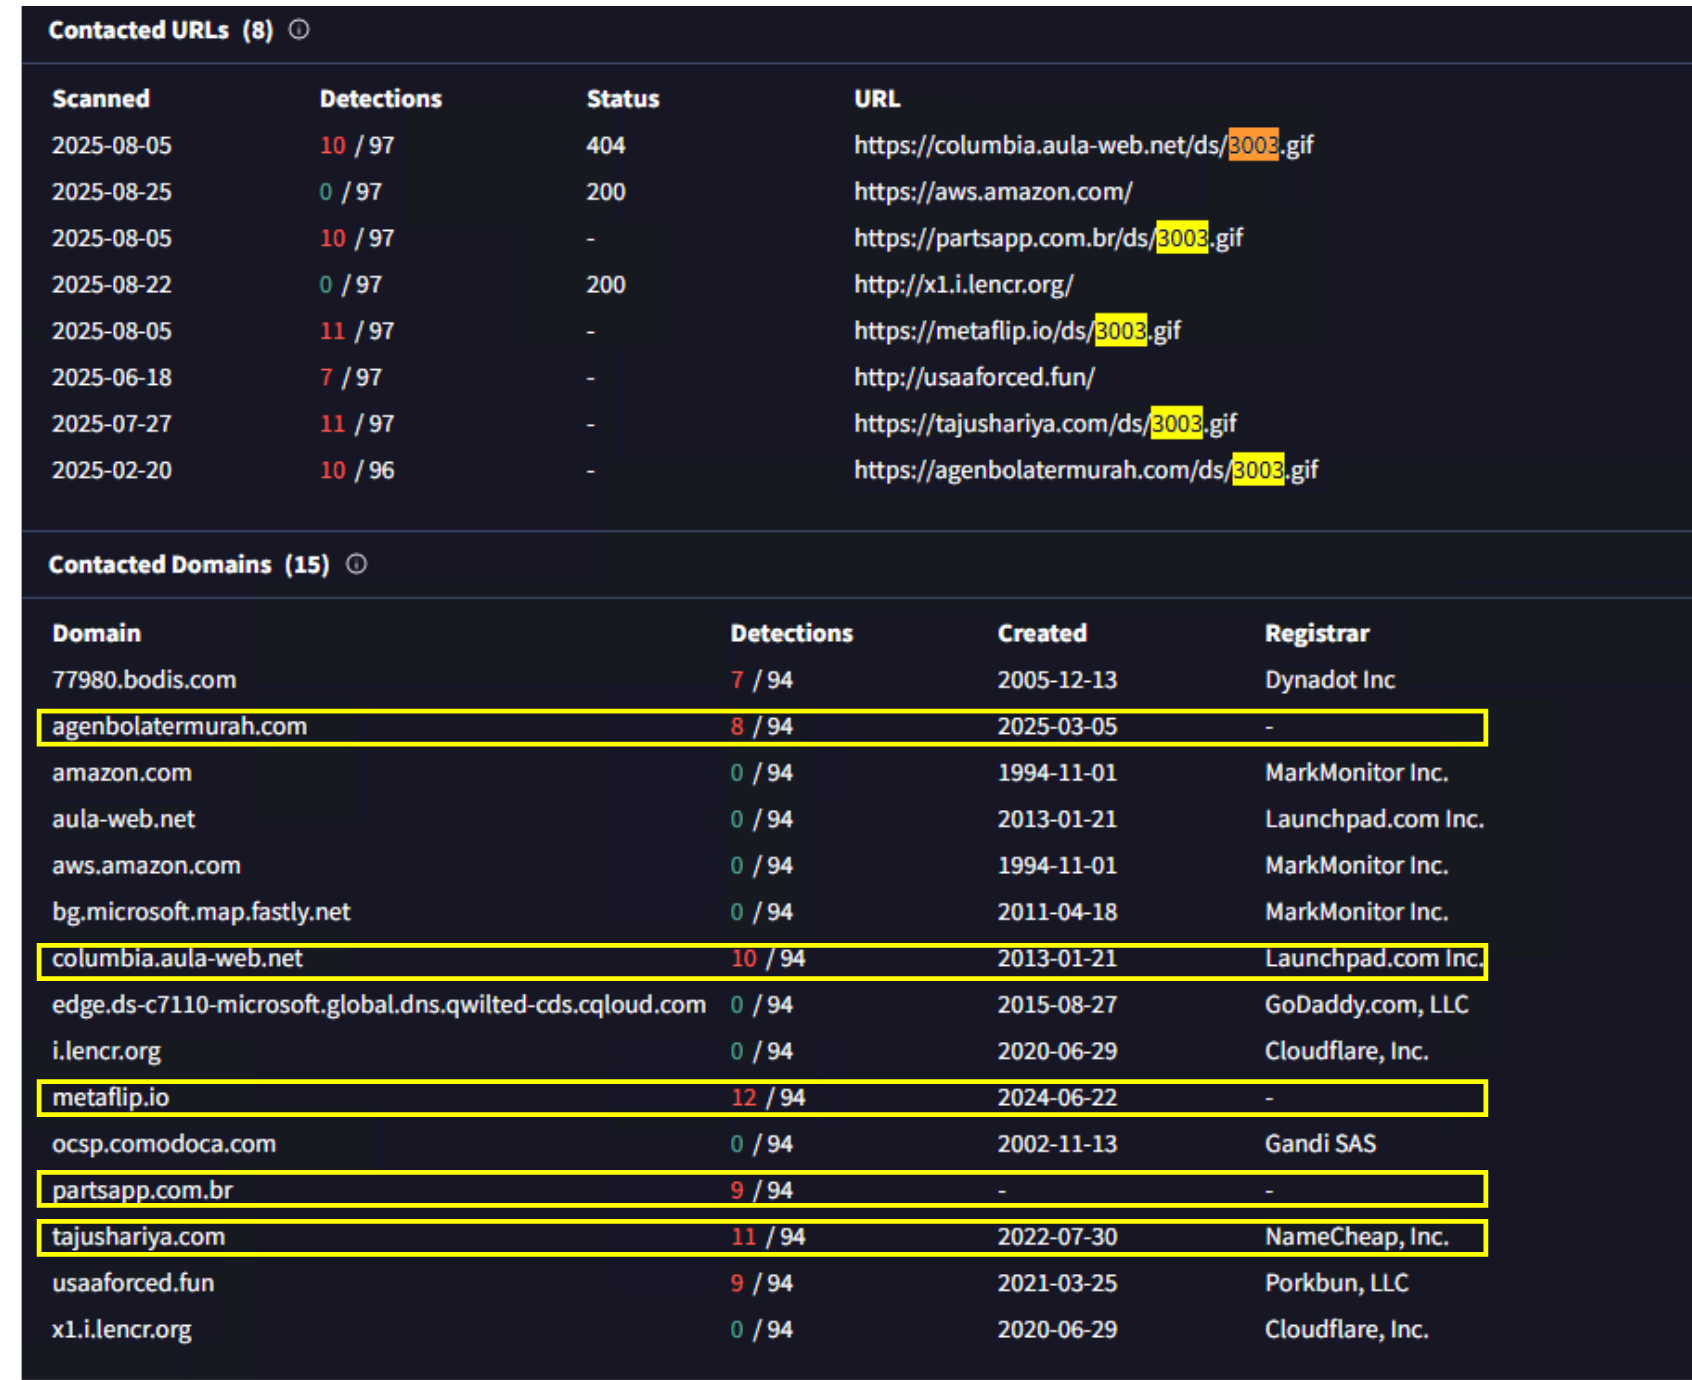 Contacted URLs (8)
Scanned Detections Status URL
2025-08-05 10 / 97 404 https://columbia.aula-web.net/ds/3003.gif
2025-08-25 0 / 97 200 https://aws.amazon.com/
2025-08-05 10 / 97 - https://partsapp.com.br/ds/3003.gif
2025-08-22 0 / 97 200 http://x1.i.lencr.org/
2025-08-05 11 / 97 - https://metaflip.io/ds/3003.gif
2025-06-18 7 / 97 - http://usaaforced.fun/
2025-07-27 11 / 97 - https://tajushariya.com/ds/3003.gif
2025-02-20 10 / 96 - https://agenbolatermurah.com/ds/3003.gif
Contacted Domains (15)
Domain Detections Created Registrar
77980.bodis.com 7 / 94 2005-12-13 Dynadot Inc
agenbolatermurah.com 8 / 94 2025-03-05 -
amazon.com 0 / 94 1994-11-01 MarkMonitor Inc.
aula-web.net 0 / 94 2013-01-21 Launchpad.com Inc.
aws.amazon.com 0 / 94 1994-11-01 MarkMonitor Inc.
bg.microsoft.map.fastly.net 0 / 94 2011-04-18 MarkMonitor Inc.
columbia.aula-web.net 10 / 94 2013-01-21 Launchpad.com Inc.
edge.ds-c7110-microsoft.global.dns.qwilted-cds.cqloud.com 0 / 94 2015-08-27 GoDaddy.com, LLC
i.lencr.org 0 / 94 2020-06-29 Cloudflare, Inc.
metaflip.io 12 / 94 2024-06-22 -
ocsp.comodoca.com 0 / 94 2002-11-13 Gandi SAS
partsapp.com.br 9 / 94 - -
tajushariya.com 11 / 94 2022-07-30 NameCheap, Inc.
usaaforced.fun 9 / 94 2021-03-25 Porkbun, LLC
x1.i.lencr.org 0 / 94 2020-06-29 Cloudflare, Inc.